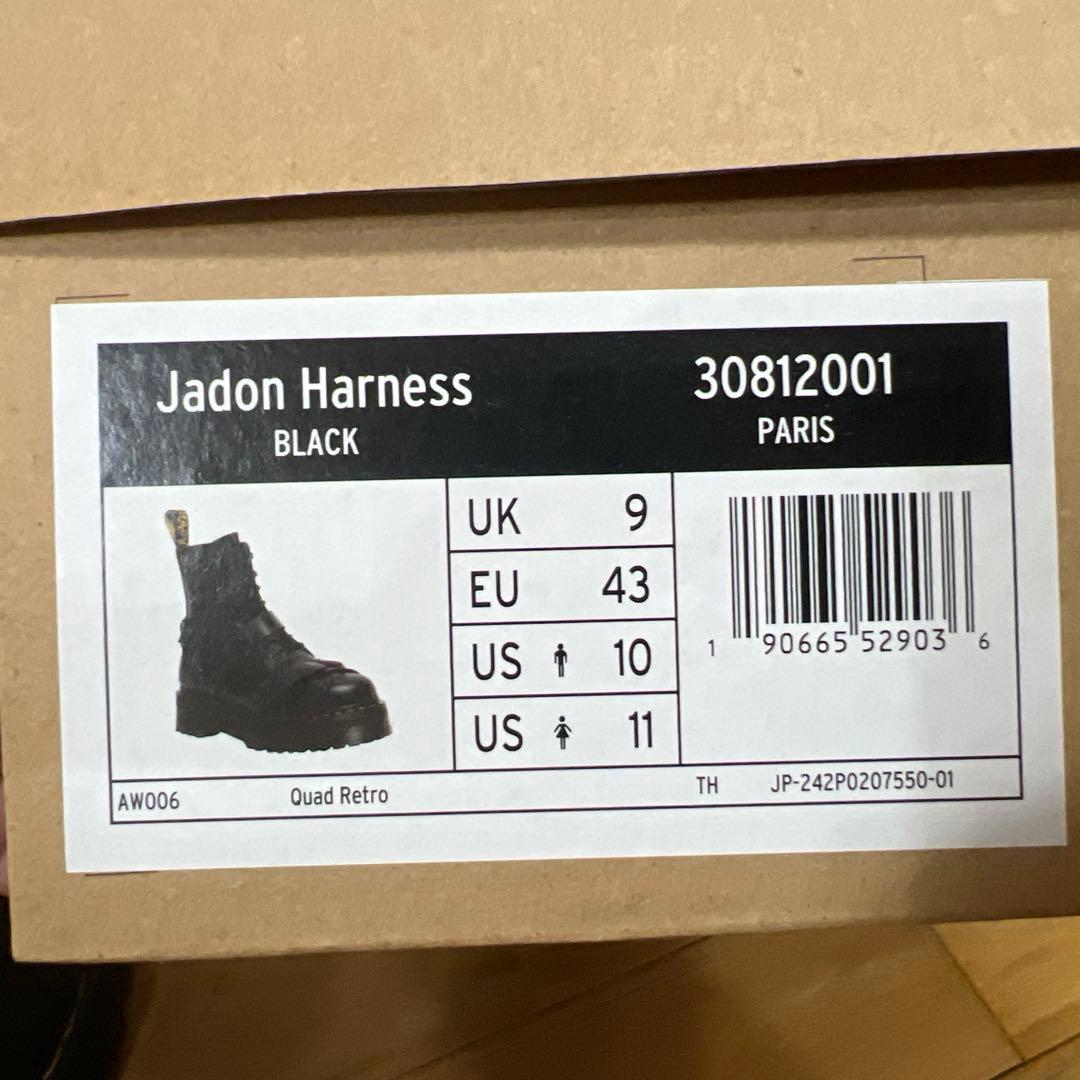 Jadon Harness
BLACK
30812001
PARIS
UK 9
EU 43
US 10
US 11
1 90665 52903 6
AW006 Quad Retro TH JP-242P0207550-01